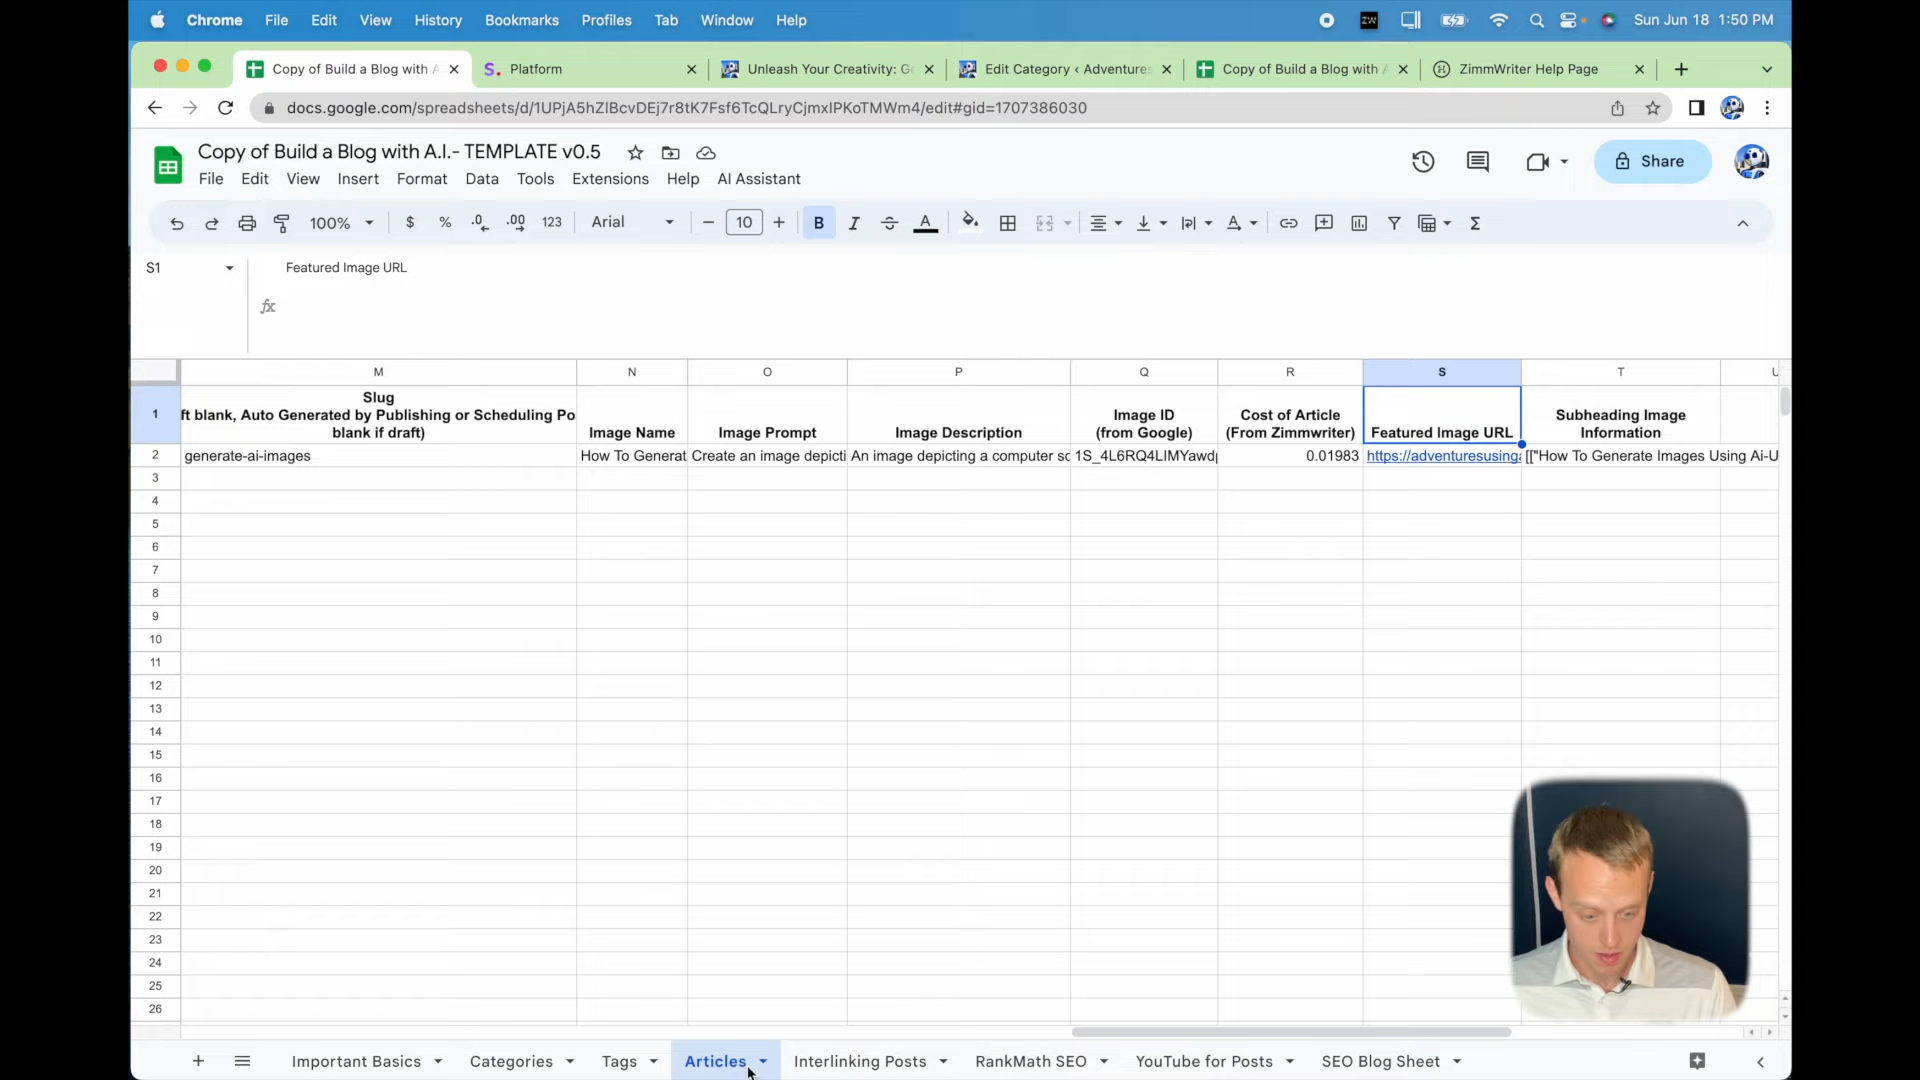 Chrome File Edit View History Bookmarks Profiles Tab Window Help ZW Sun Jun 18 1:50 PM
Copy of Build a Blog with A S. Platform Unleash Your Creativity: G Edit Category ‹ Adventures Copy of Build a Blog with A ZimmWriter Help Page
docs.google.com/spreadsheets/d/1UPjA5hZlBcvDEj7r8tK7Fsf6TcQLryCjmxIPKoTMWm4/edit#gid=1707386030
Copy of Build a Blog with A.I.- TEMPLATE v0.5
Share
File Edit View Insert Format Data Tools Extensions Help AI Assistant
100% $ % .0 .00 123 Arial 10 B I S A
S1 Featured Image URL
fx
M N O P Q R S T U
Slug
1 ft blank, Auto Generated by Publishing or Scheduling Po Image ID Cost of Article Subheading Image
blank if draft) Image Name Image Prompt Image Description (from Google) (From Zimmwriter) Featured Image URL Information
2 generate-ai-images How To Generat Create an image depicti An image depicting a computer sc 1S_4L6RQ4LIMYawdp 0.01983 https://adventuresusinga [["How To Generate Images Using Ai-U
3
4
5
6
7
8
9
10
11
12
13
14
15
16
17
18
19
20
21
22
23
24
25
26
Important Basics Categories Tags Articles Interlinking Posts RankMath SEO YouTube for Posts SEO Blog Sheet